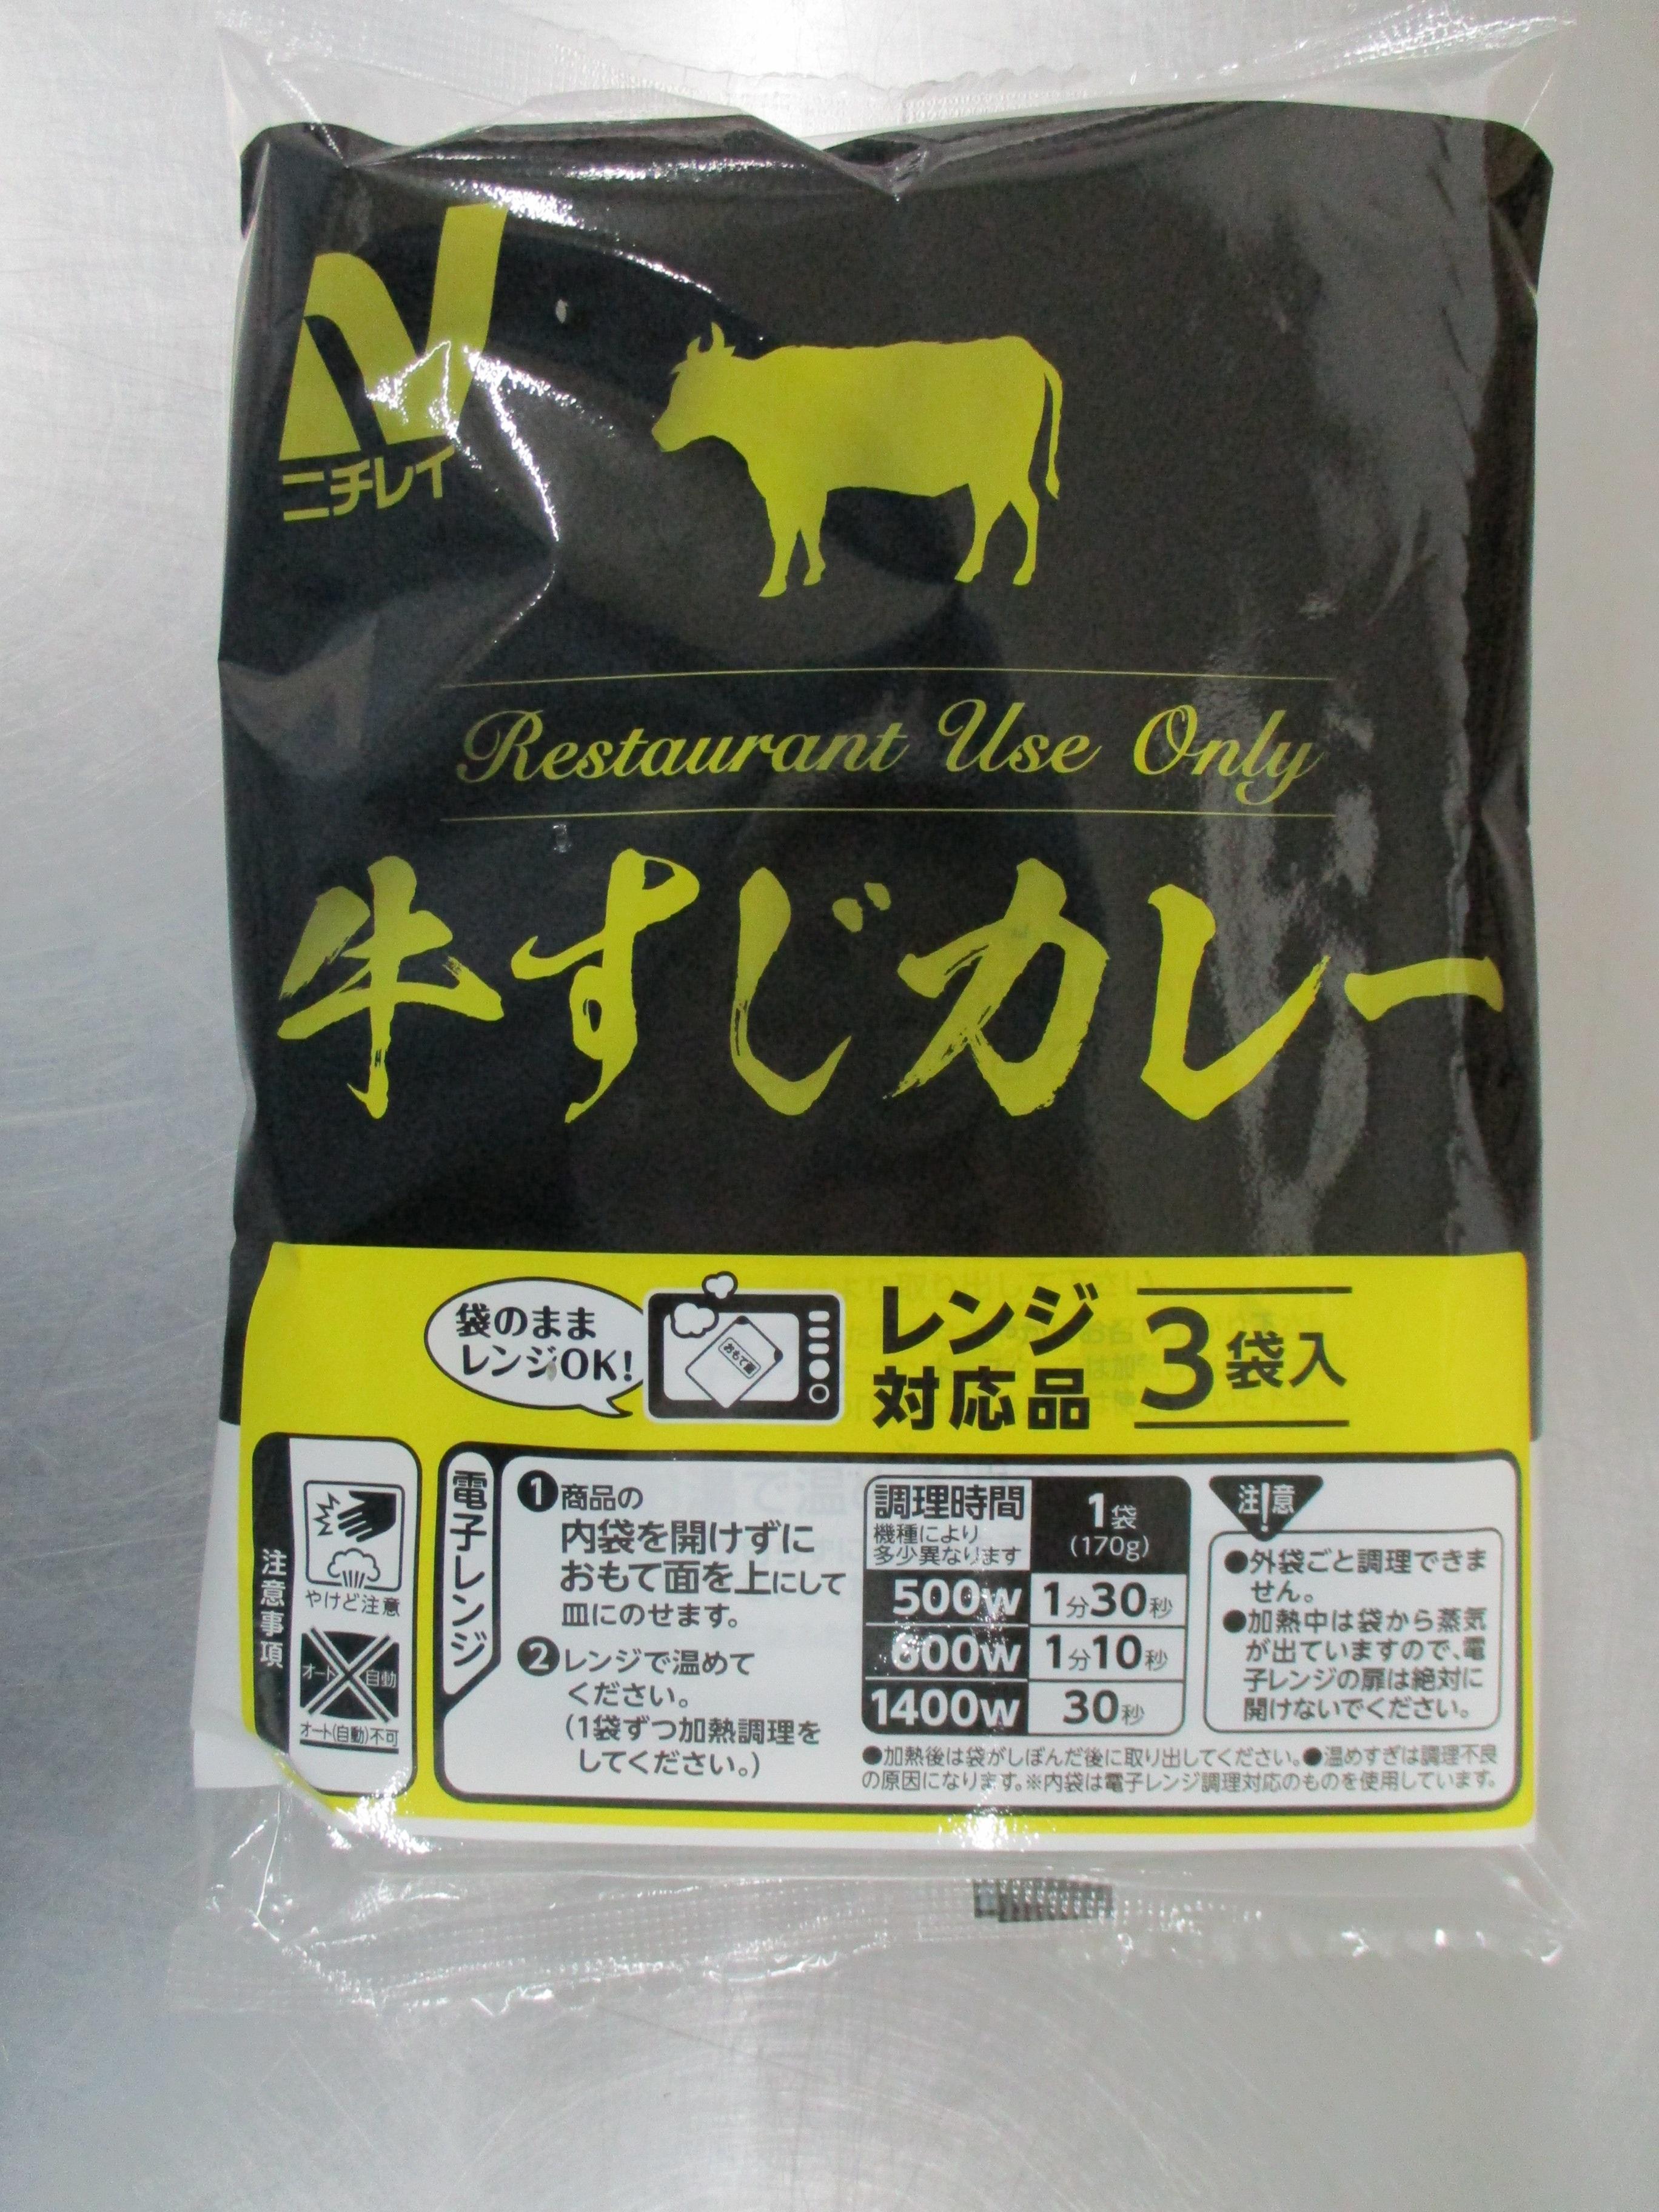 ニチレイ
Restaurant Use Only
牛すじカレー
袋のまま
レンジOK!
おもて面
レンジ
対応品
3袋入
注意事項
やけど注意
オート 自動
オート(自動)不可
電子レンジ
❶商品の
内袋を開けずに
おもて面を上にして
皿にのせます。
❷レンジで温めて
ください。
(1袋ずつ加熱調理を
してください。)
調理時間
機種により
多少異なります
1袋
(170g)
500w 1分30秒
600w 1分10秒
1400w 30秒
注!意
●外袋ごと調理できま
せん。
●加熱中は袋から蒸気
が出ていますので、電
子レンジの扉は絶対に
開けないでください。
●加熱後は袋がしぼんだ後に取り出してください。●温めすぎは調理不良
の原因になります。※内袋は電子レンジ調理対応のものを使用しています。